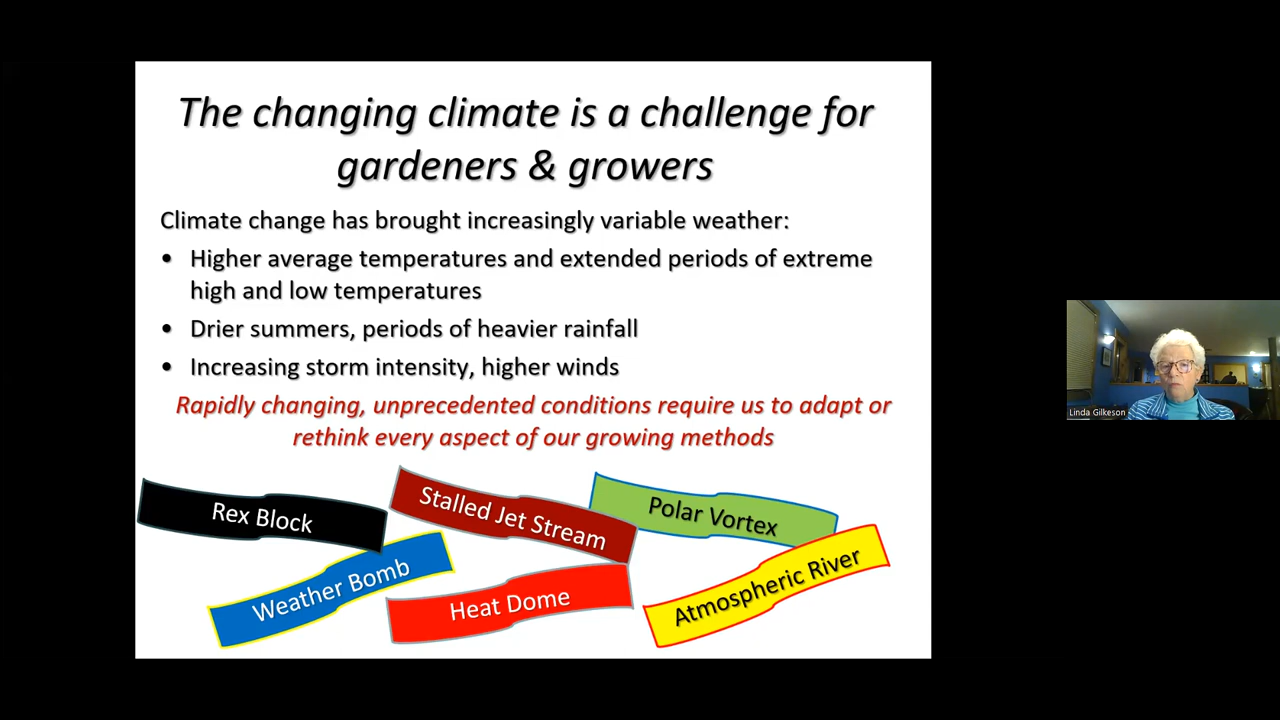 The changing climate is a challenge for
gardeners & growers
Climate change has brought increasingly variable weather:
• Higher average temperatures and extended periods of extreme
high and low temperatures
• Drier summers, periods of heavier rainfall
• Increasing storm intensity, higher winds
Rapidly changing, unprecedented conditions require us to adapt or
rethink every aspect of our growing methods
Rex Block
Stalled Jet Stream
Polar Vortex
Weather Bomb
Heat Dome
Atmospheric River
Linda Gilkeson